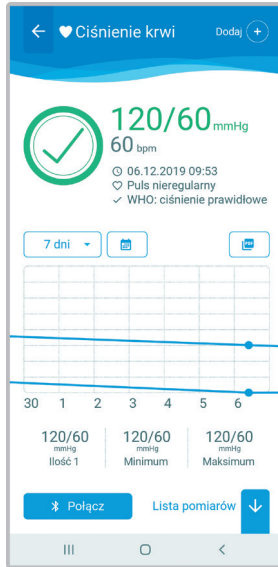 Ciśnienie krwi Dodaj +
120/60 mmHg
60 bpm
06.12.2019 09:53
Puls nieregularny
WHO: ciśnienie prawidłowe
7 dni
PDF
30 1 2 3 4 5 6
120/60 120/60 120/60
mmHg mmHg mmHg
Ilość 1 Minimum Maksimum
Połącz Lista pomiarów